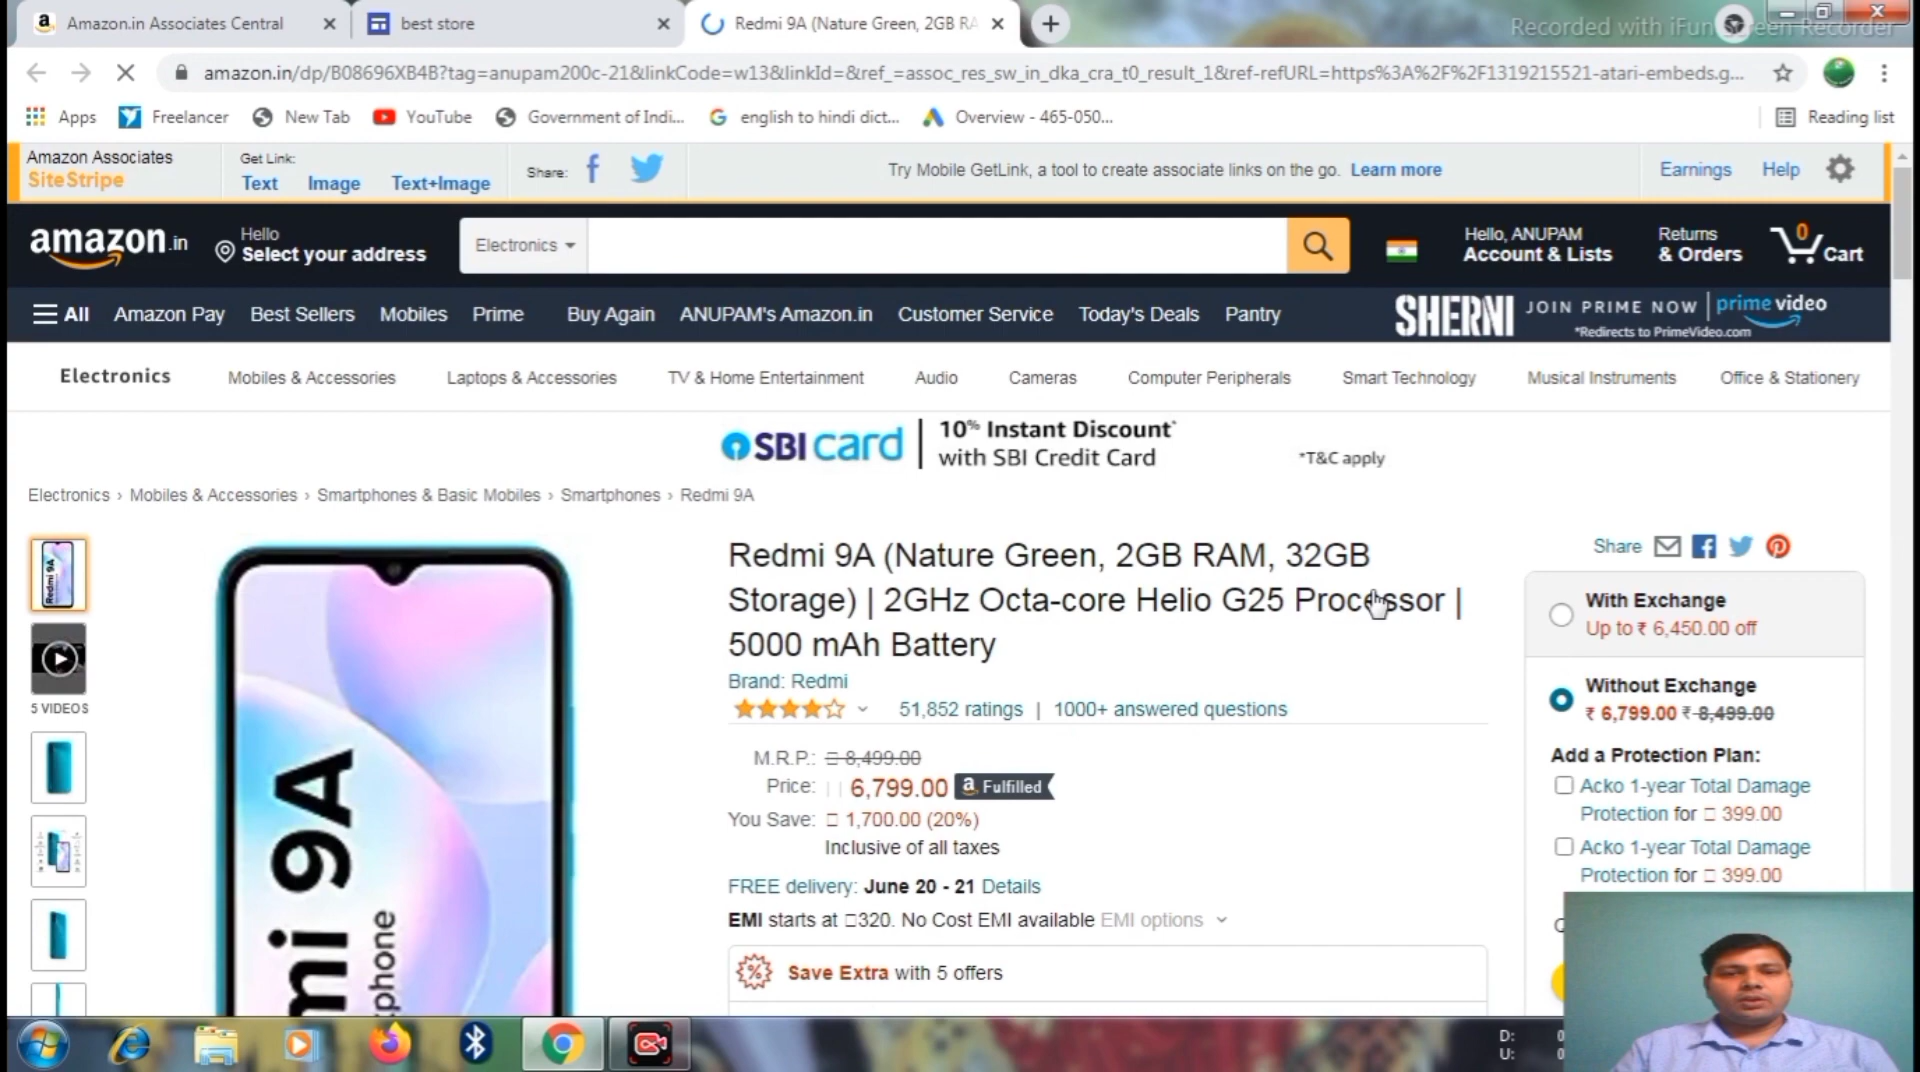 Amazon.in Associates Central
best store
Redmi 9A (Nature Green, 2GB RA
Recorded with iFun Screen Recorder
amazon.in/dp/B08696XB4B?tag=anupam200c-21&linkCode=w13&linkId=&ref_=assoc_res_sw_in_dka_cra_t0_result_1&ref-refURL=https%3A%2F%2F1319215521-atari-embeds.g...
Apps Freelancer New Tab YouTube Government of Indi... english to hindi dict... Overview - 465-050... Reading list
Amazon Associates
SiteStripe
Get Link:
Text Image Text+Image
Share:
Try Mobile GetLink, a tool to create associate links on the go. Learn more
Earnings Help
amazon.in
Hello
Select your address
Electronics
Hello, ANUPAM
Account & Lists
Returns
& Orders
0
Cart
All Amazon Pay Best Sellers Mobiles Prime Buy Again ANUPAM's Amazon.in Customer Service Today's Deals Pantry
SHERNI JOIN PRIME NOW prime video
*Redirects to PrimeVideo.com
Electronics Mobiles & Accessories Laptops & Accessories TV & Home Entertainment Audio Cameras Computer Peripherals Smart Technology Musical Instruments Office & Stationery
SBI card
10% Instant Discount*
with SBI Credit Card
*T&C apply
Electronics › Mobiles & Accessories › Smartphones & Basic Mobiles › Smartphones › Redmi 9A
Redmi 9A
5 VIDEOS
mi 9A
phone
Redmi 9A (Nature Green, 2GB RAM, 32GB
Storage) | 2GHz Octa-core Helio G25 Processor |
5000 mAh Battery
Brand: Redmi
51,852 ratings | 1000+ answered questions
M.R.P.: 8,499.00
Price: 6,799.00 a Fulfilled
You Save: 1,700.00 (20%)
Inclusive of all taxes
FREE delivery: June 20 - 21 Details
EMI starts at 320. No Cost EMI available EMI options
% Save Extra with 5 offers
Share
With Exchange
Up to ₹ 6,450.00 off
Without Exchange
₹ 6,799.00 ₹ 8,499.00
Add a Protection Plan:
Acko 1-year Total Damage
Protection for 399.00
Acko 1-year Total Damage
Protection for 399.00
D:
U: